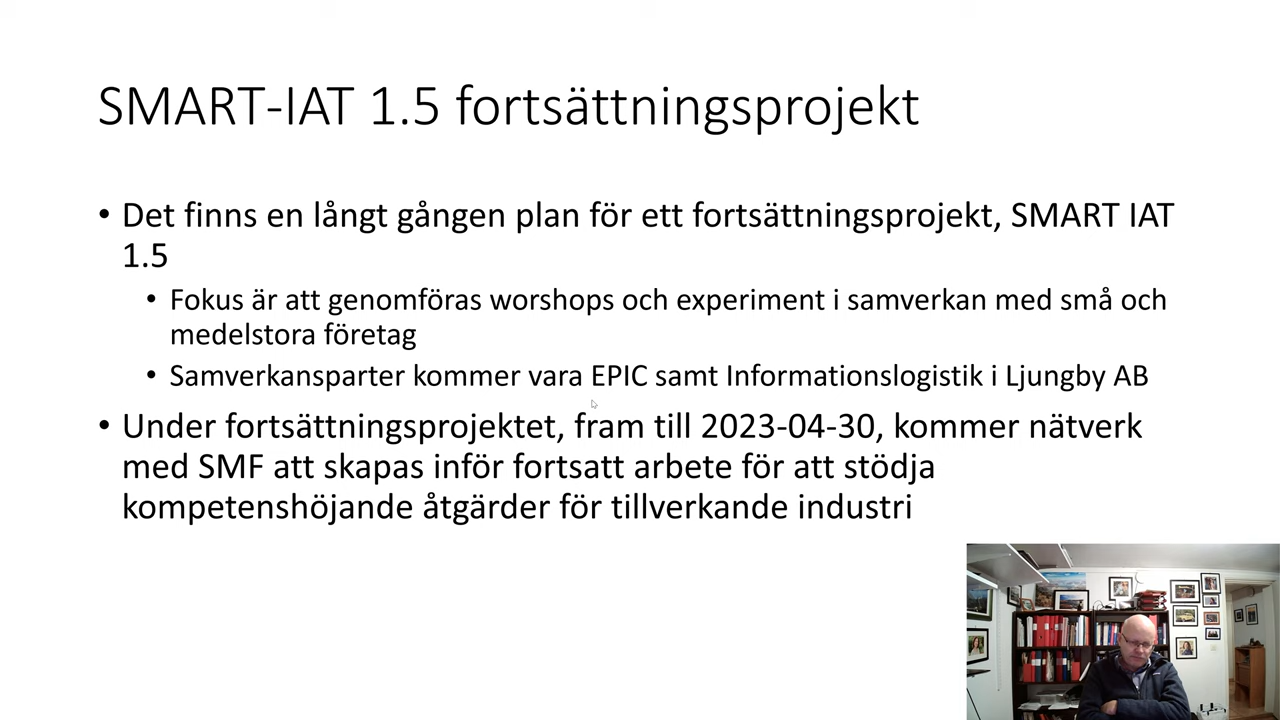 SMART-IAT 1.5 fortsättningsprojekt
• Det finns en långt gången plan för ett fortsättningsprojekt, SMART IAT
1.5
• Fokus är att genomföras worshops och experiment i samverkan med små och
medelstora företag
• Samverkansparter kommer vara EPIC samt Informationslogistik i Ljungby AB
• Under fortsättningsprojektet, fram till 2023-04-30, kommer nätverk
med SMF att skapas inför fortsatt arbete för att stödja
kompetenshöjande åtgärder för tillverkande industri